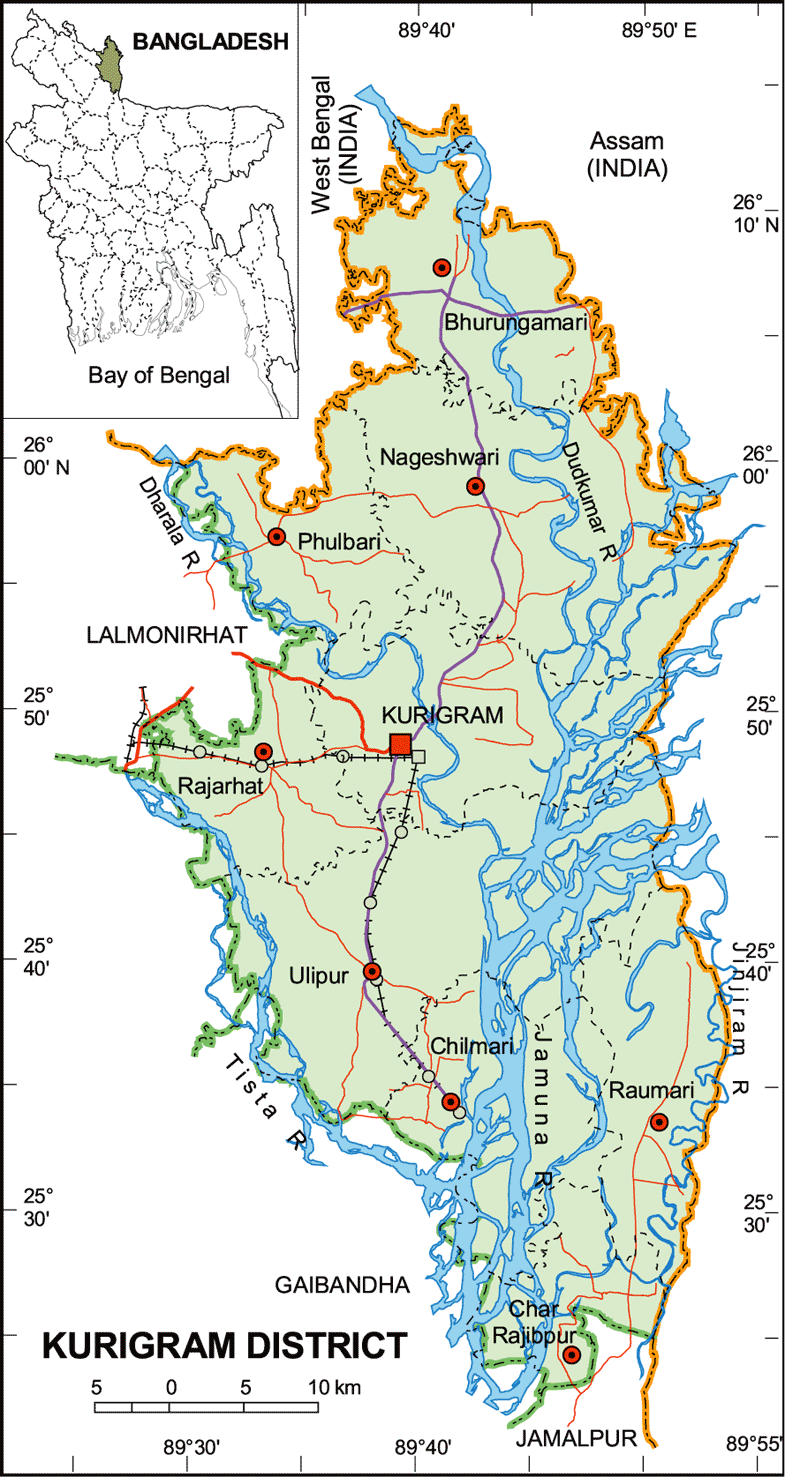 BANGLADESH
Bay of Bengal
89° 40'
89° 50' E
West Bengal
(INDIA)
Assam
(INDIA)
26°
10' N
Bhurungamari
26°
00' N
Nageshwari
Dudkumar R
26°
00'
Dharala R
Phulbari
LALMONIRHAT
25°
50'
KURIGRAM
25°
50'
Rajarhat
25°
40'
Ulipur
25°
40'
Jinjiram R
Chilmari
Jamuna R
Raumari
Tista R
25°
30'
25°
30'
GAIBANDHA
Char
Rajibpur
KURIGRAM DISTRICT
5 0 5 10 km
JAMALPUR
89° 30'
89° 40'
89° 55'